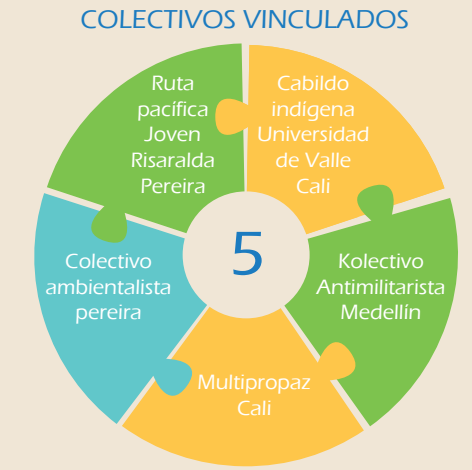 COLECTIVOS VINCULADOS
Ruta
pacífica
Joven
Risaralda
Pereira
Cabildo
indígena
Universidad
de Valle
Cali
Colectivo
ambientalista
pereira
5
Kolectivo
Antimilitarista
Medellín
Multipropaz
Cali